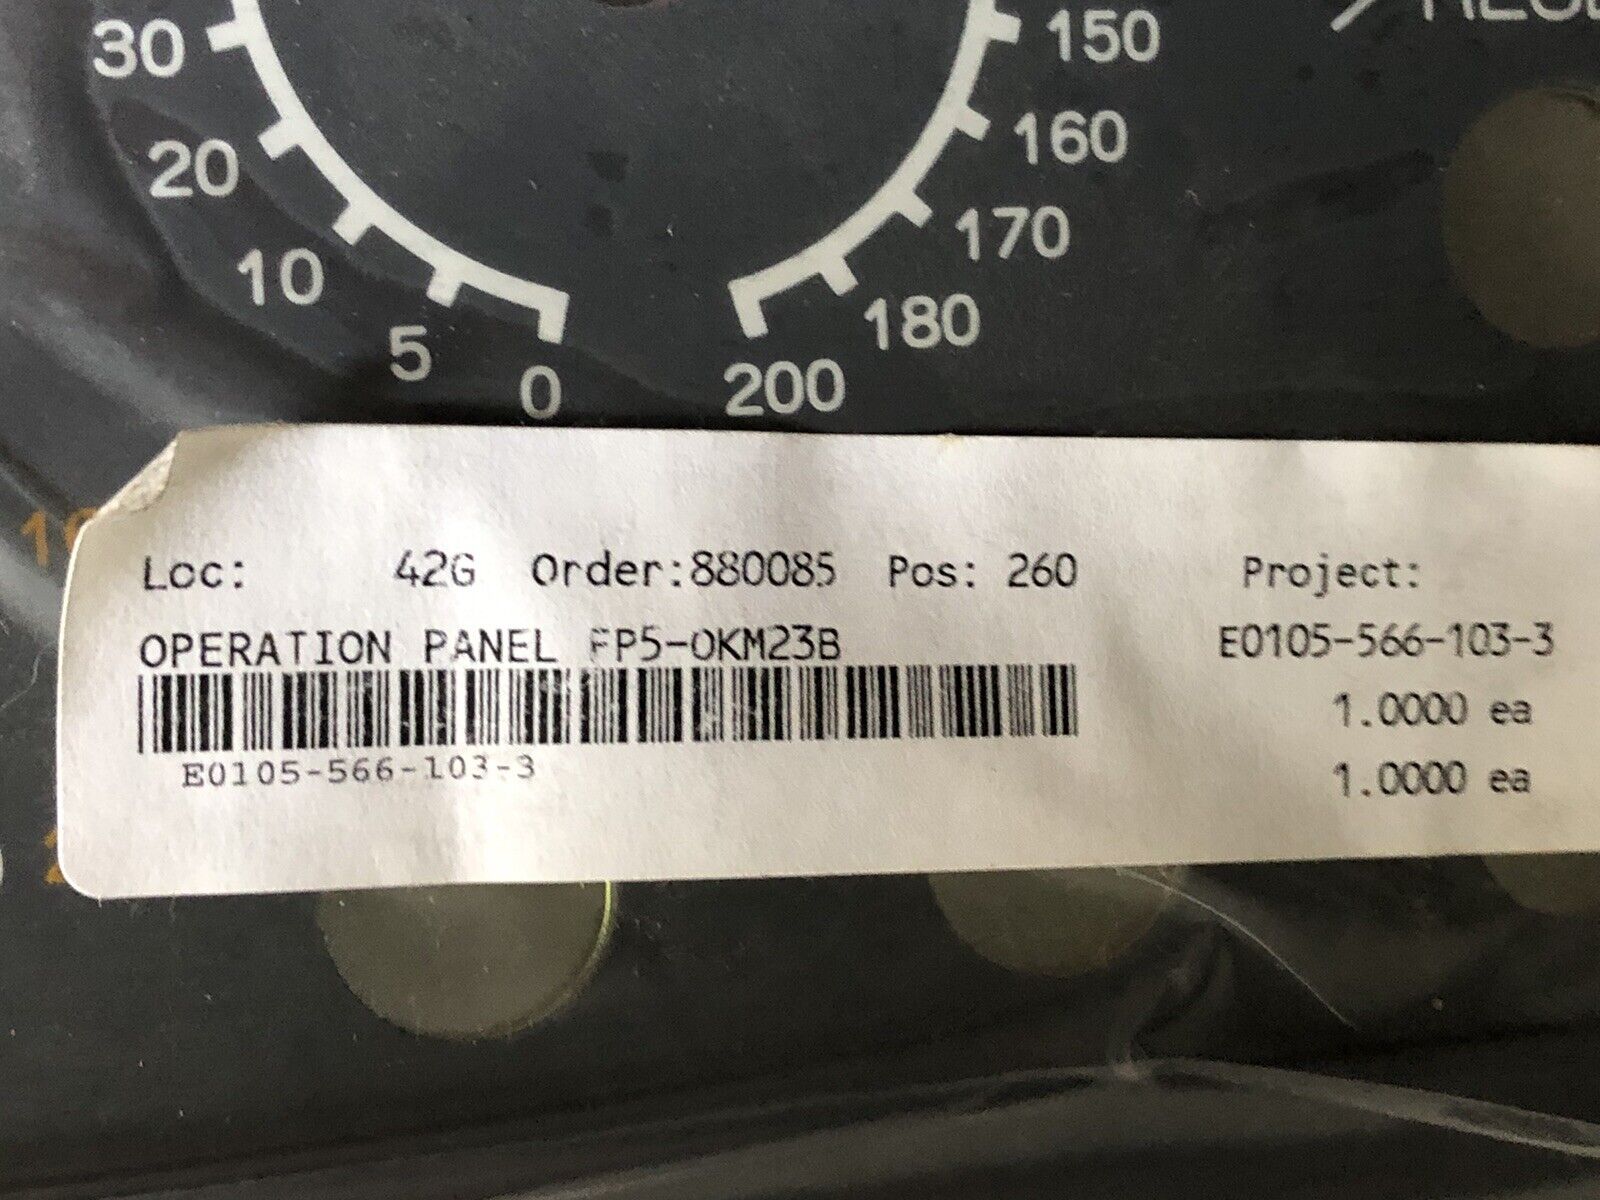 30
150
20
160
10
170
5
180
0
200
Loc: 42G Order:880085 Pos: 260 Project:
OPERATION PANEL FP5-OKM23B E0105-566-103-3
1.0000 ea
E0105-566-103-3
1.0000 ea